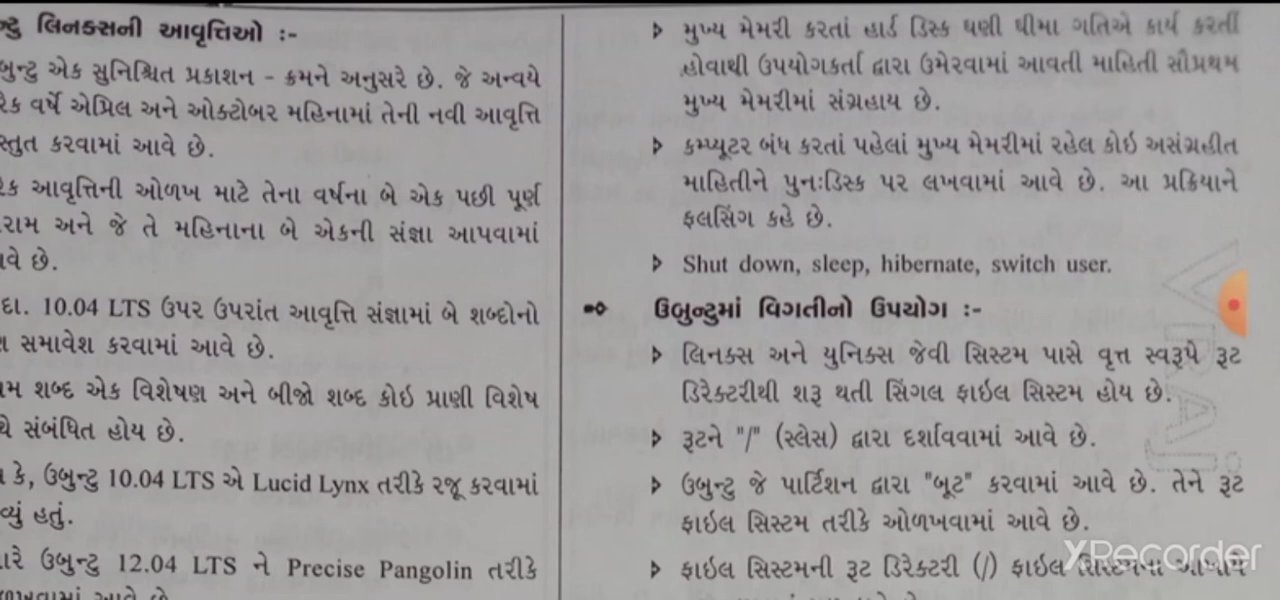 લિનક્સની આવૃત્તિઓ :-
એક સુનિશ્ચિત પ્રકાશન - ક્રમને અનુસરે છે. જે અન્વયે
વર્ષે એપ્રિલ અને ઓક્ટોબર મહિનામાં તેની નવી આવૃત્તિ
કરવામાં આવે છે.
આવૃત્તિની ઓળખ માટે તેના વર્ષના બે એક પછી પૂર્ણ
અને જે તે મહિનાના બે એકની સંજ્ઞા આપવામાં
છે.
દા. 10.04 LTS ઉપર ઉપરાંત આવૃત્તિ સંજ્ઞામાં બે શબ્દોનો
સમાવેશ કરવામાં આવે છે.
શબ્દ એક વિશેષણ અને બીજો શબ્દ કોઇ પ્રાણી વિશેષ
સંબંધિત હોય છે.
કે, ઉબુન્ટુ 10.04 LTS એ Lucid Lynx તરીકે રજૂ કરવામાં
હતું.
ઉબુન્ટુ 12.04 LTS ને Precise Pangolin તરીકે
મુખ્ય મેમરી કરતાં હાર્ડ ડિસ્ક ઘણી ધીમા ગતિએ કાર્ય કરતી
હોવાથી ઉપયોગકર્તા દ્વારા ઉમેરવામાં આવતી માહિતી સૌપ્રથમ
મુખ્ય મેમરીમાં સંગ્રહાય છે.
કમ્પ્યૂટર બંધ કરતાં પહેલાં મુખ્ય મેમરીમાં રહેલ કોઇ અસંગ્રહીત
માહિતીને પુનઃડિસ્ક પર લખવામાં આવે છે. આ પ્રક્રિયાને
ફલસિંગ કહે છે.
Shut down, sleep, hibernate, switch user.
ઉબુન્ટુમાં વિગતીનો ઉપયોગ :-
લિનક્સ અને યુનિક્સ જેવી સિસ્ટમ પાસે વૃત્ત સ્વરૂપે રૂટ
ડિરેક્ટરીથી શરૂ થતી સિંગલ ફાઇલ સિસ્ટમ હોય છે.
રૂટને "/" (સ્લેસ) દ્વારા દર્શાવવામાં આવે છે.
ઉબુન્ટુ જે પાર્ટિશન દ્વારા "બૂટ" કરવામાં આવે છે. તેને રૂટ
ફાઇલ સિસ્ટમ તરીકે ઓળખવામાં આવે છે.
ફાઇલ સિસ્ટમની રૂટ ડિરેક્ટરી (/) ફાઇલ
XRecorder